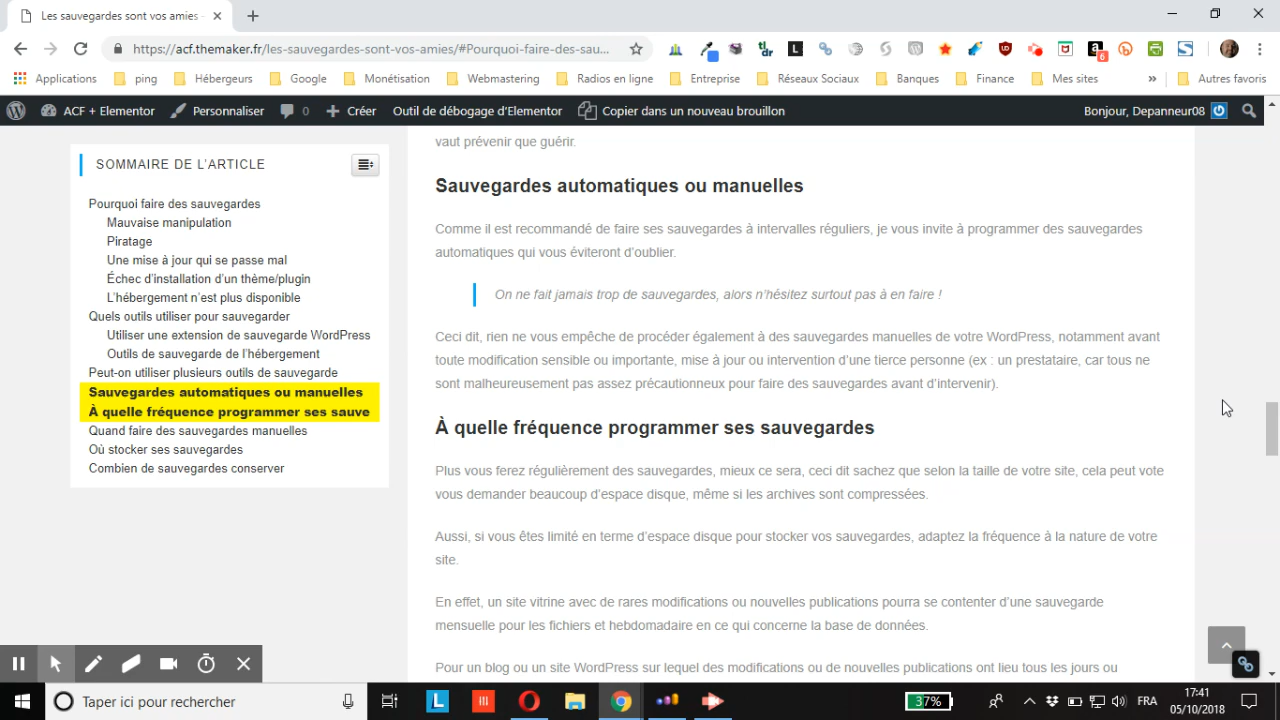 Les sauvegardes sont vos amies -
https://acf.themaker.fr/les-sauvegardes-sont-vos-amies/#Pourquoi-faire-des-sau...
Applications ping Hébergeurs Google Monétisation Webmastering Radios en ligne Entreprise Réseaux Sociaux Banques Finance Mes sites » Autres favoris
ACF + Elementor Personnaliser 0 Créer Outil de débogage d'Elementor Copier dans un nouveau brouillon Bonjour, Depanneur08
SOMMAIRE DE L'ARTICLE
Pourquoi faire des sauvegardes
Mauvaise manipulation
Piratage
Une mise à jour qui se passe mal
Échec d'installation d'un thème/plugin
L'hébergement n'est plus disponible
Quels outils utiliser pour sauvegarder
Utiliser une extension de sauvegarde WordPress
Outils de sauvegarde de l'hébergement
Peut-on utiliser plusieurs outils de sauvegarde
Sauvegardes automatiques ou manuelles
À quelle fréquence programmer ses sauve
Quand faire des sauvegardes manuelles
Où stocker ses sauvegardes
Combien de sauvegardes conserver
vaut prévenir que guérir.
Sauvegardes automatiques ou manuelles
Comme il est recommandé de faire ses sauvegardes à intervalles réguliers, je vous invite à programmer des sauvegardes
automatiques qui vous éviteront d'oublier.
On ne fait jamais trop de sauvegardes, alors n'hésitez surtout pas à en faire !
Ceci dit, rien ne vous empêche de procéder également à des sauvegardes manuelles de votre WordPress, notamment avant
toute modification sensible ou importante, mise à jour ou intervention d'une tierce personne (ex : un prestataire, car tous ne
sont malheureusement pas assez précautionneux pour faire des sauvegardes avant d'intervenir).
À quelle fréquence programmer ses sauvegardes
Plus vous ferez régulièrement des sauvegardes, mieux ce sera, ceci dit sachez que selon la taille de votre site, cela peut vote
vous demander beaucoup d'espace disque, même si les archives sont compressées.
Aussi, si vous êtes limité en terme d'espace disque pour stocker vos sauvegardes, adaptez la fréquence à la nature de votre
site.
En effet, un site vitrine avec de rares modifications ou nouvelles publications pourra se contenter d'une sauvegarde
mensuelle pour les fichiers et hebdomadaire en ce qui concerne la base de données.
Pour un blog ou un site WordPress sur lequel des modifications ou de nouvelles publications ont lieu tous les jours ou
Taper ici pour rechercher
37%
FRA
17:41
05/10/2018